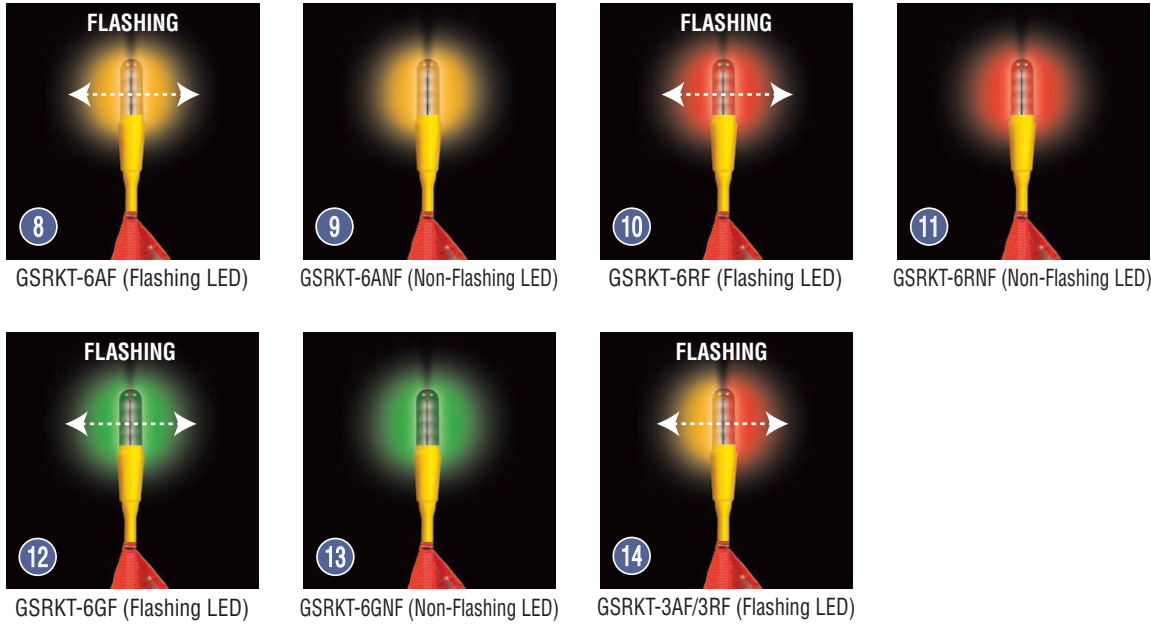 FLASHING
8
GSRKT-6AF (Flashing LED)
9
GSRKT-6ANF (Non-Flashing LED)
FLASHING
10
GSRKT-6RF (Flashing LED)
11
GSRKT-6RNF (Non-Flashing LED)
FLASHING
12
GSRKT-6GF (Flashing LED)
13
GSRKT-6GNF (Non-Flashing LED)
FLASHING
14
GSRKT-3AF/3RF (Flashing LED)